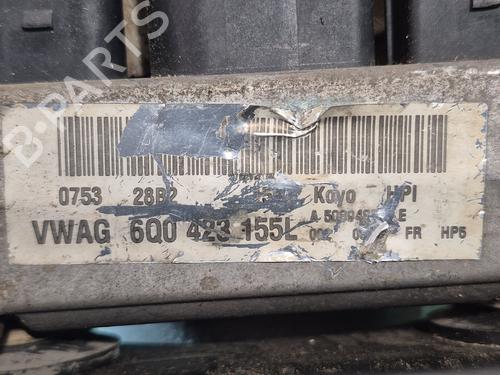 B-PARTS
0753 28B2 Koyo HPI
VWAG 6Q0 423 155L
FR HP5